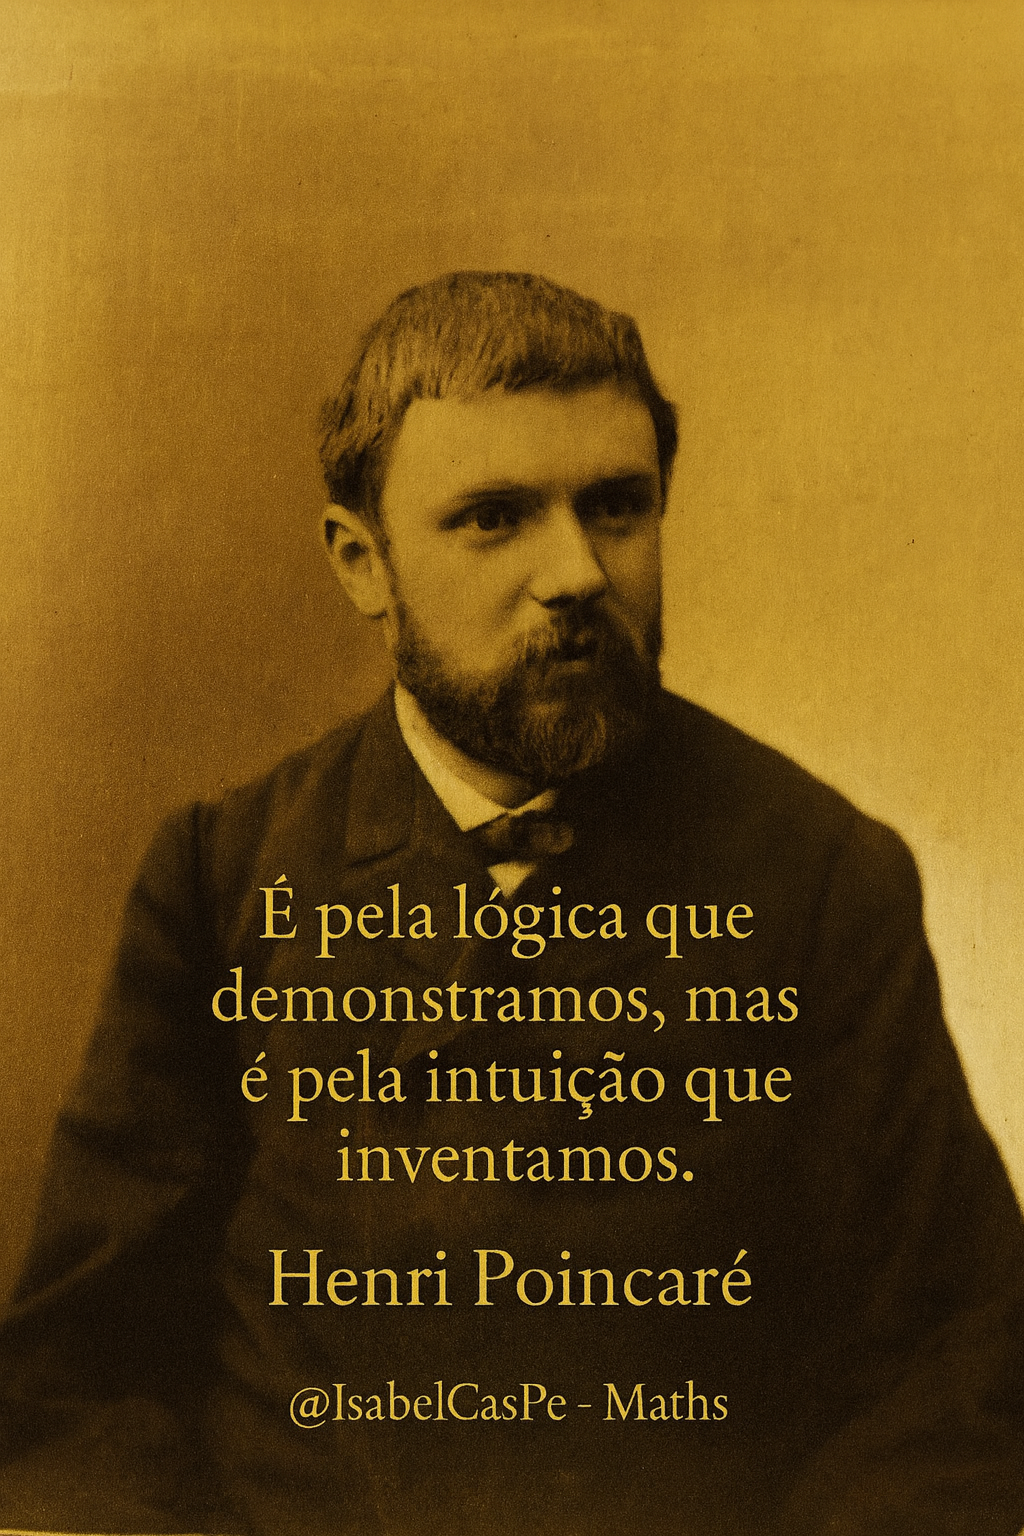 É pela lógica que
demonstramos, mas
é pela intuição que
inventamos.
Henri Poincaré
@IsabelCasPe - Maths